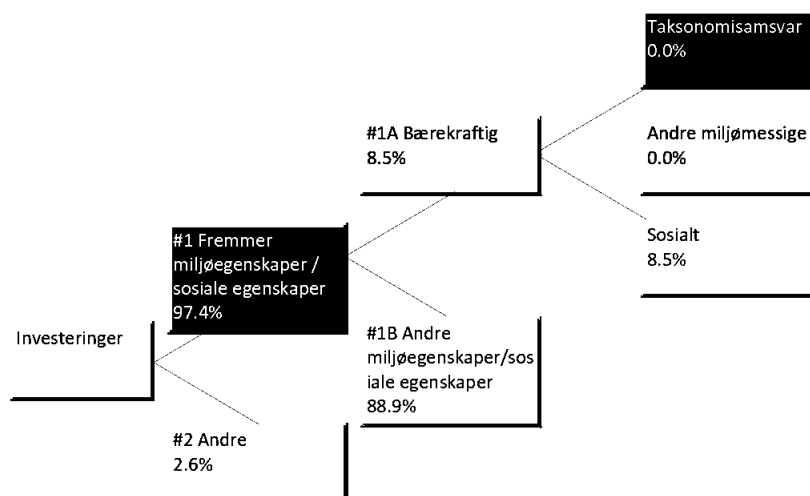 Taksonomisamsvar
0.0%
#1A Bærekraftig
8.5%
Andre miljømessige
0.0%
#1 Fremmer
miljøegenskaper /
sosiale egenskaper
97.4%
Sosialt
8.5%
Investeringer
#1B Andre
miljøegenskaper/sos
iale egenskaper
88.9%
#2 Andre
2.6%